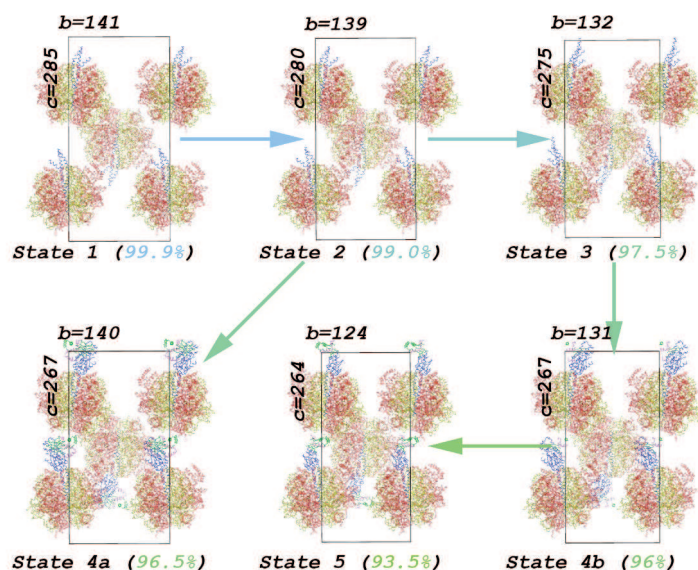 b=141
b=139
b=132
c=285
c=280
c=275
State 1 (99.9%)
State 2 (99.0%)
State 3 (97.5%)
b=140
b=124
b=131
c=267
c=264
c=267
State 4a (96.5%)
State 5 (93.5%)
State 4b (96%)